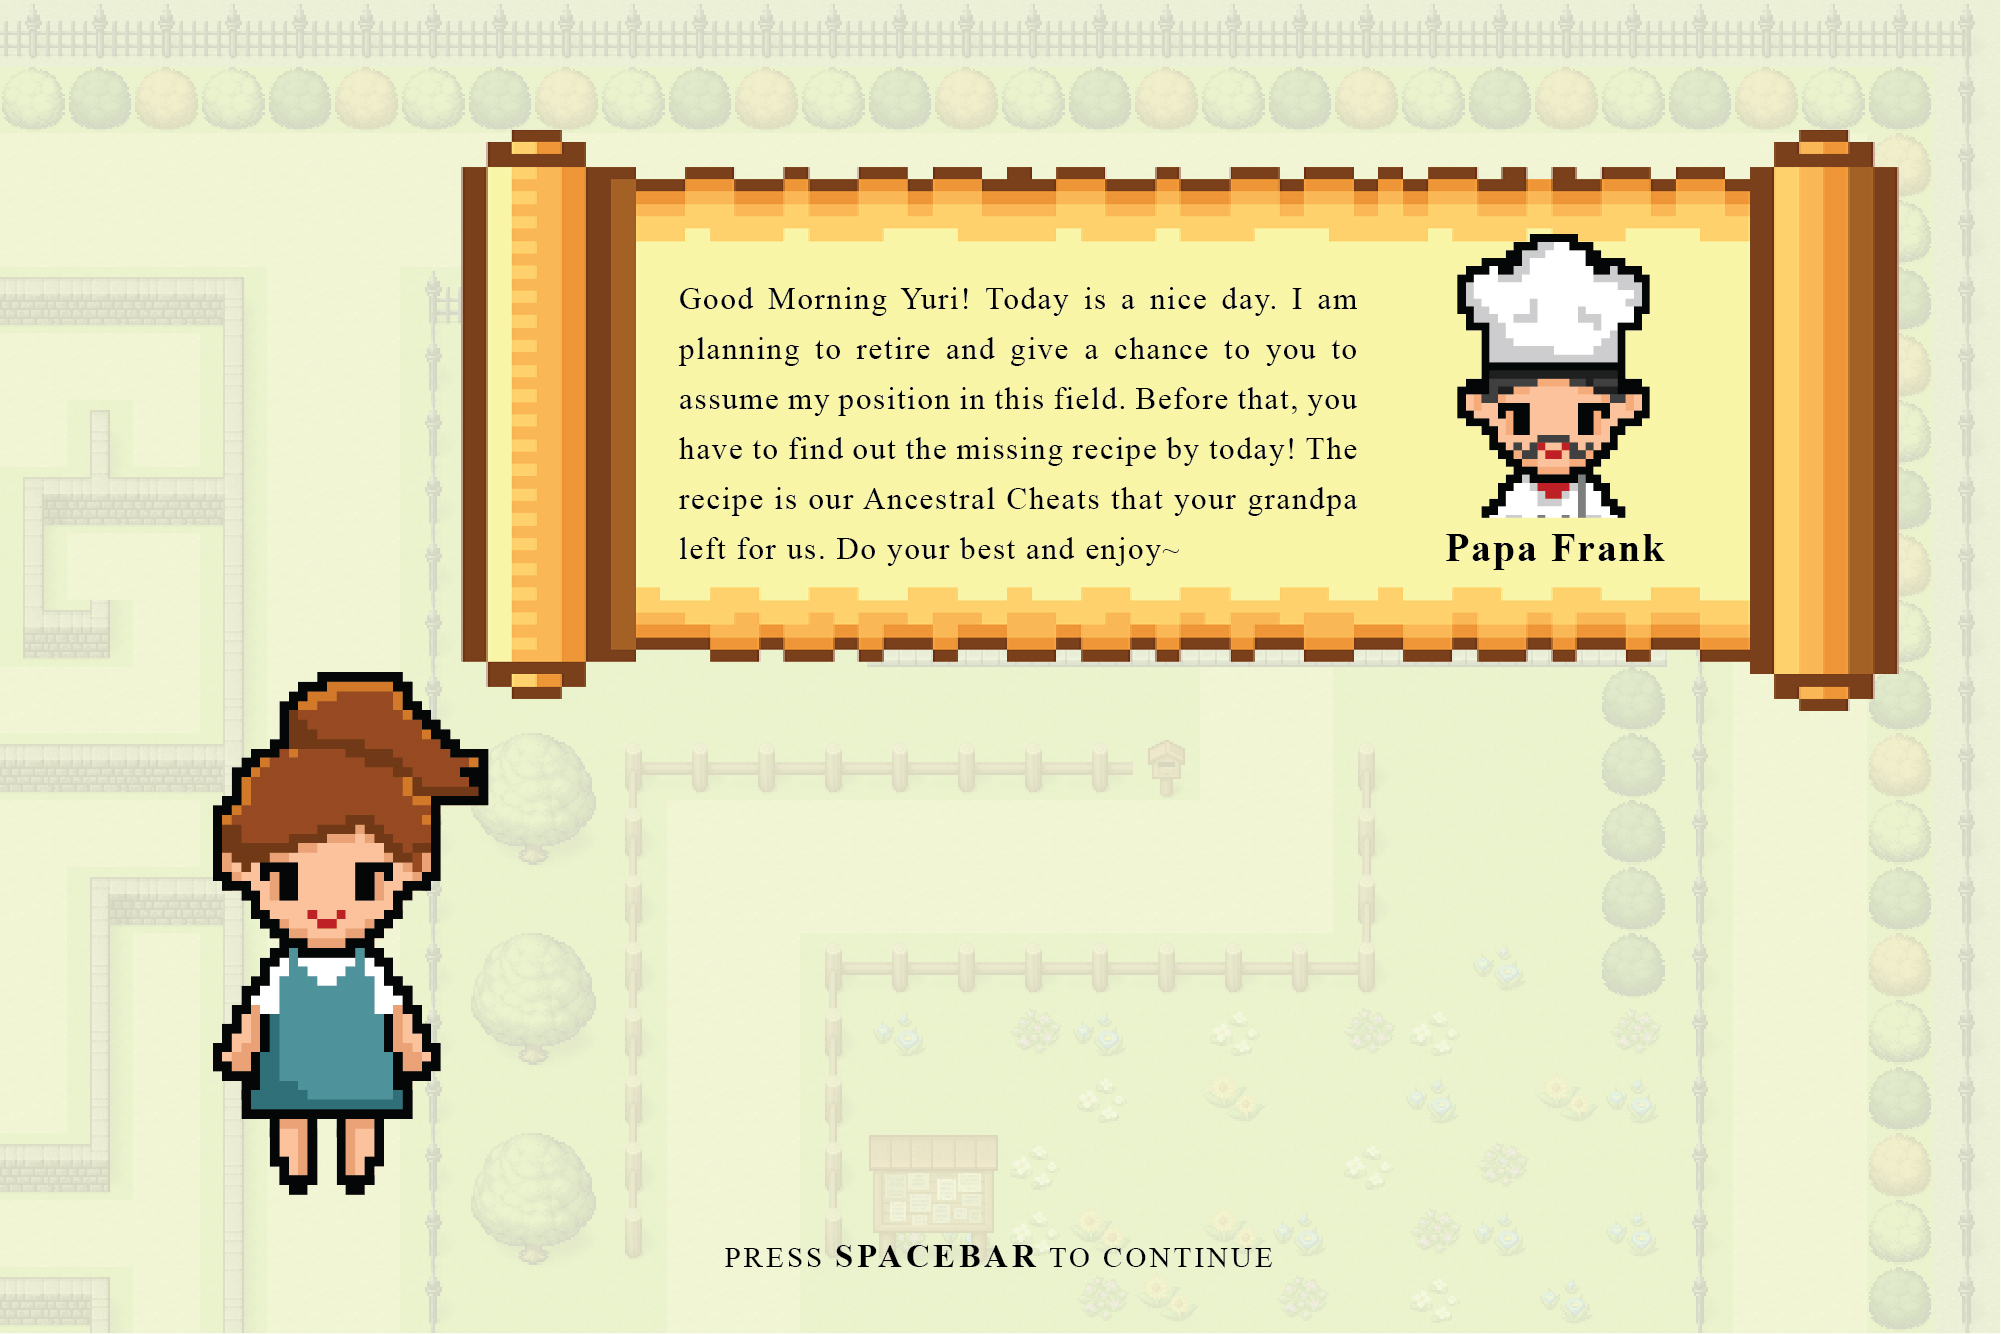 Good Morning Yuri! Today is a nice day. I am
planning to retire and give a chance to you to
assume my position in this field. Before that, you
have to find out the missing recipe by today! The
recipe is our Ancestral Cheats that your grandpa
left for us. Do your best and enjoy~
Papa Frank
PRESS SPACEBAR TO CONTINUE